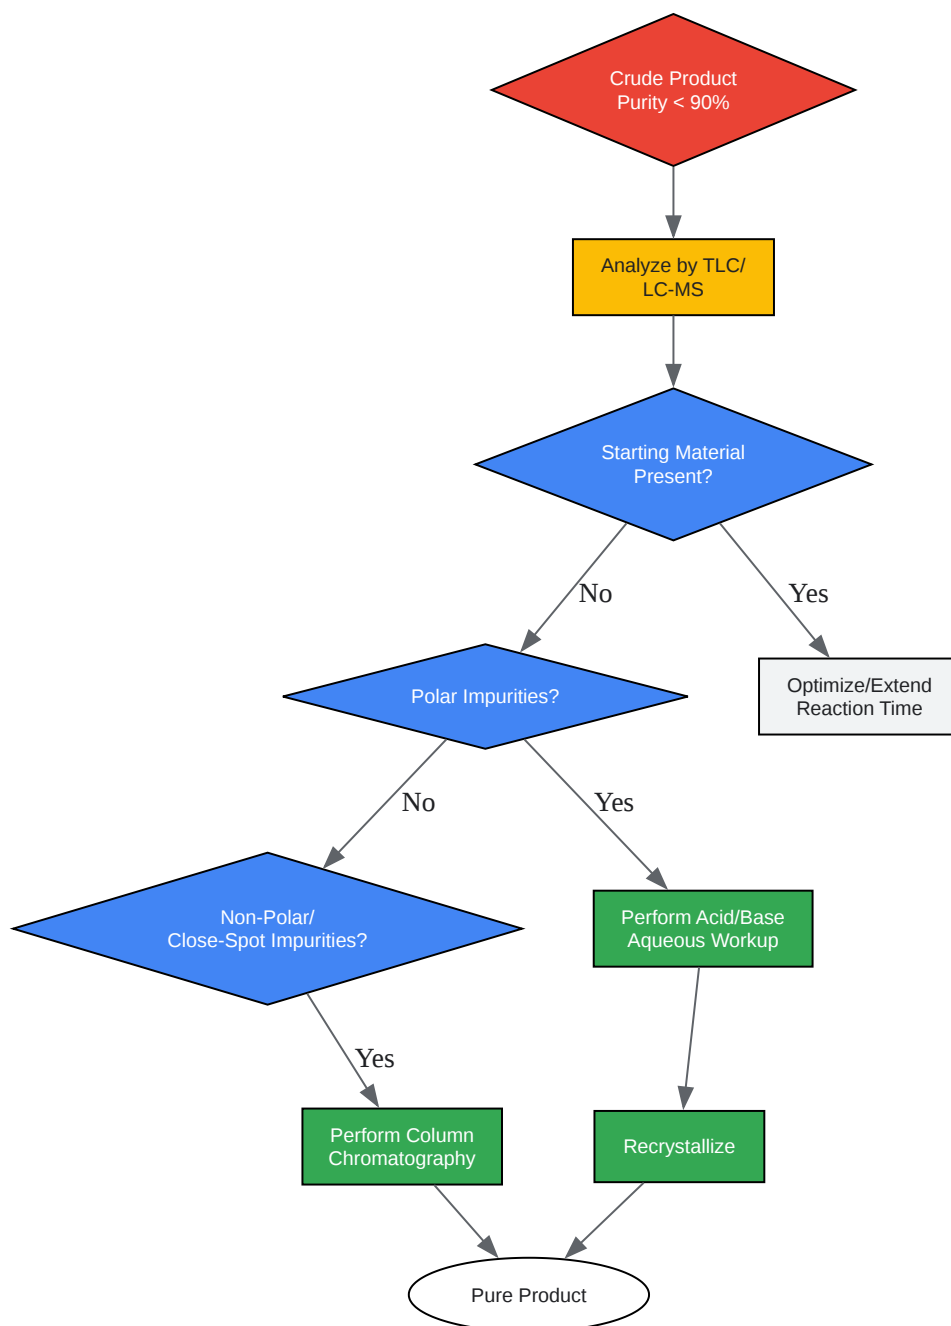 Crude Product
Purity < 90%
Analyze by TLC/
LC-MS
Starting Material
Present?
No
Yes
Polar Impurities?
Optimize/Extend
Reaction Time
No
Yes
Non-Polar/
Close-Spot Impurities?
Perform Acid/Base
Aqueous Workup
Yes
Perform Column
Chromatography
Recrystallize
Pure Product